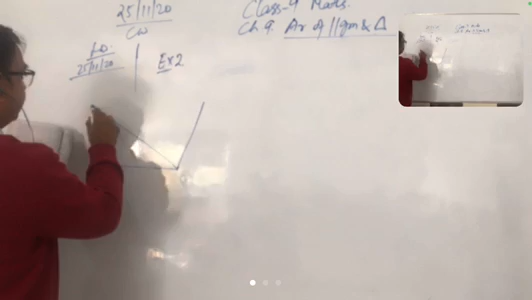 25/11/20
CW
Class-9 Maths.
Ch 9. Ar of ||gm & Δ
25/11/20
Ex 2